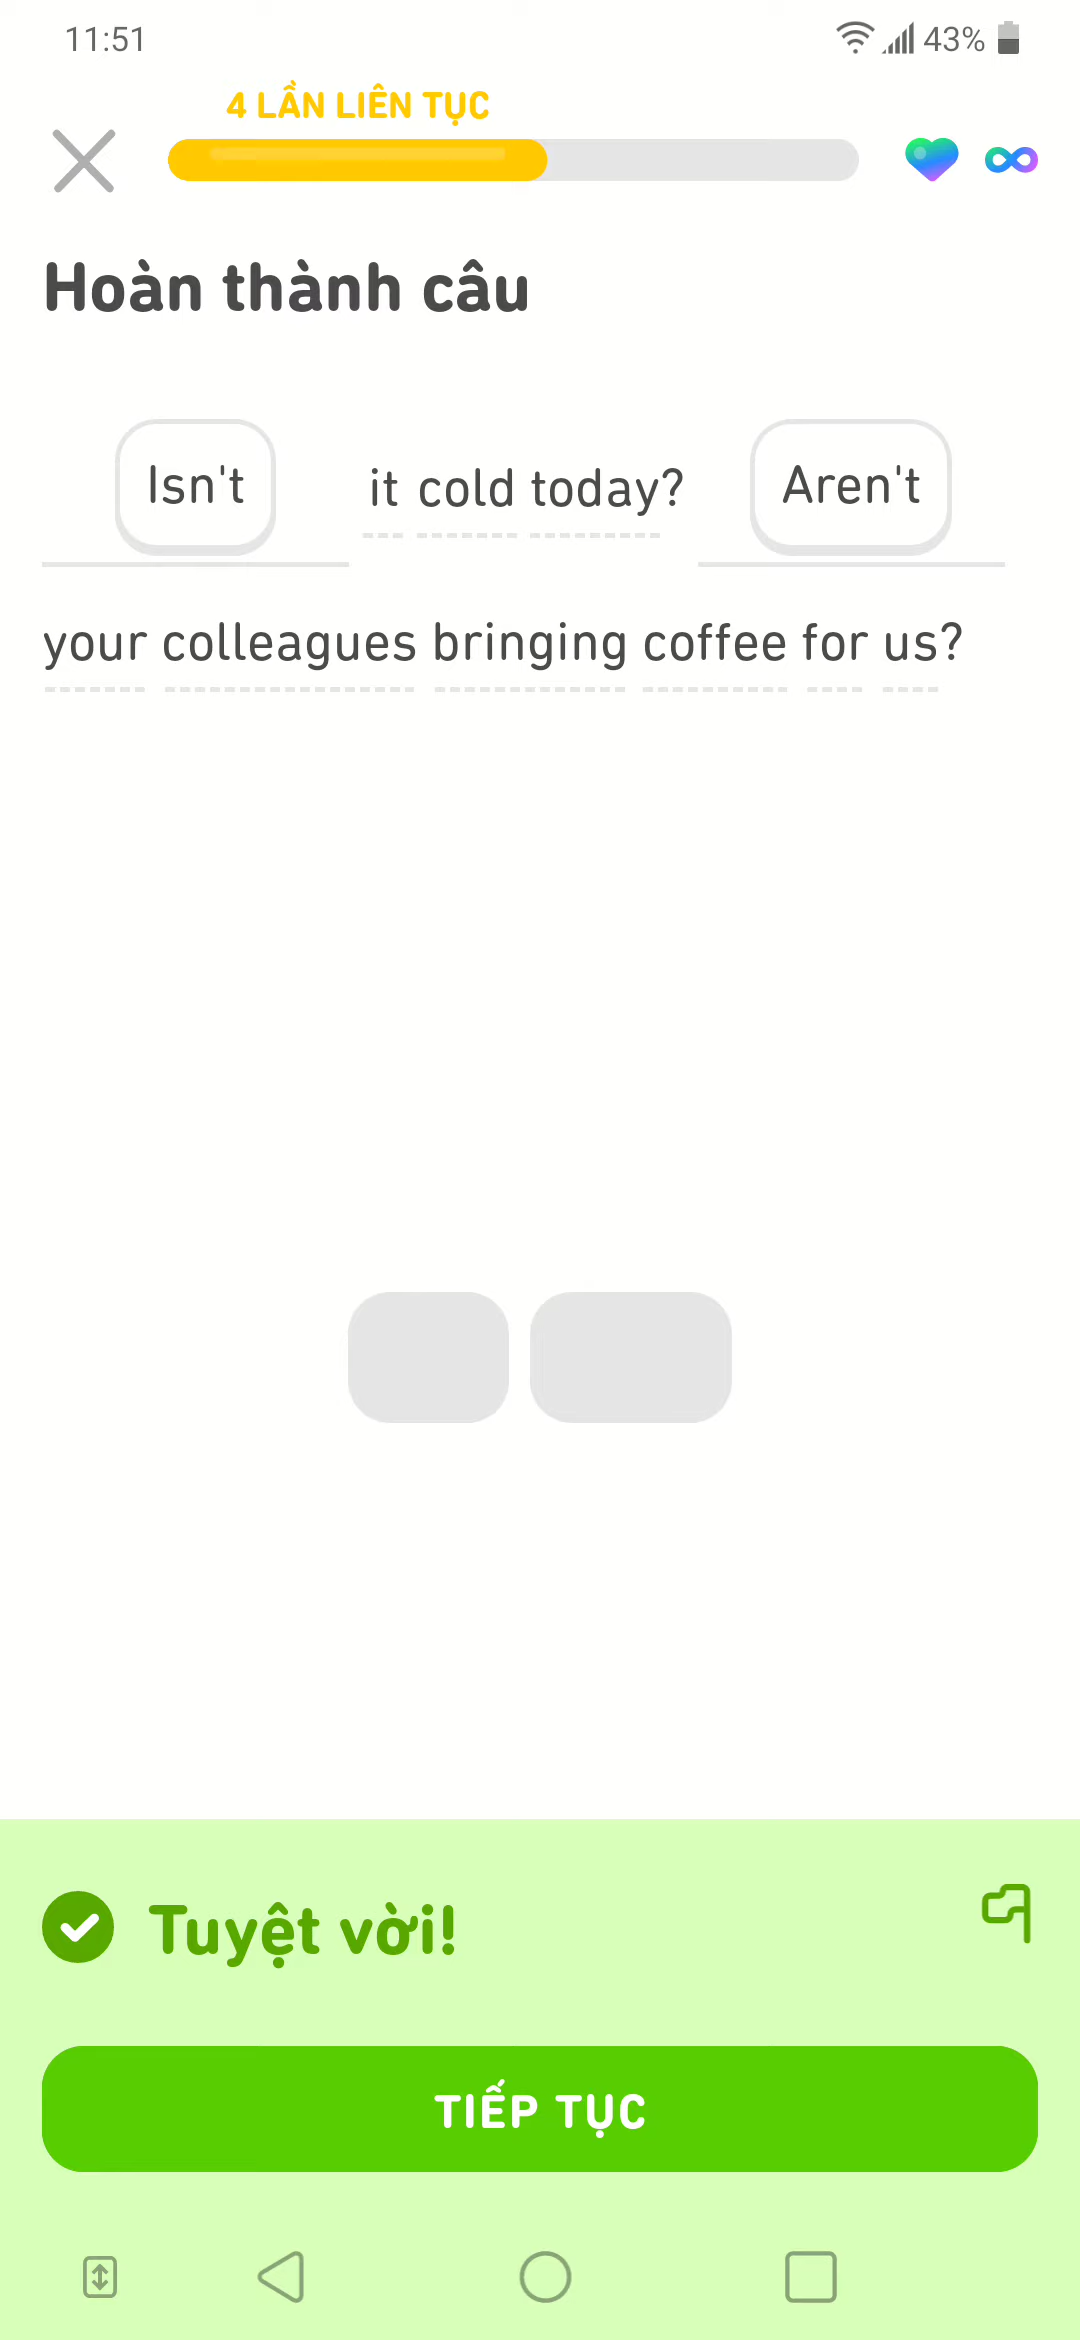 11:51 43%
4 LẦN LIÊN TỤC
Hoàn thành câu
Isn't it cold today? Aren't
your colleagues bringing coffee for us?
Tuyệt vời!
TIẾP TỤC